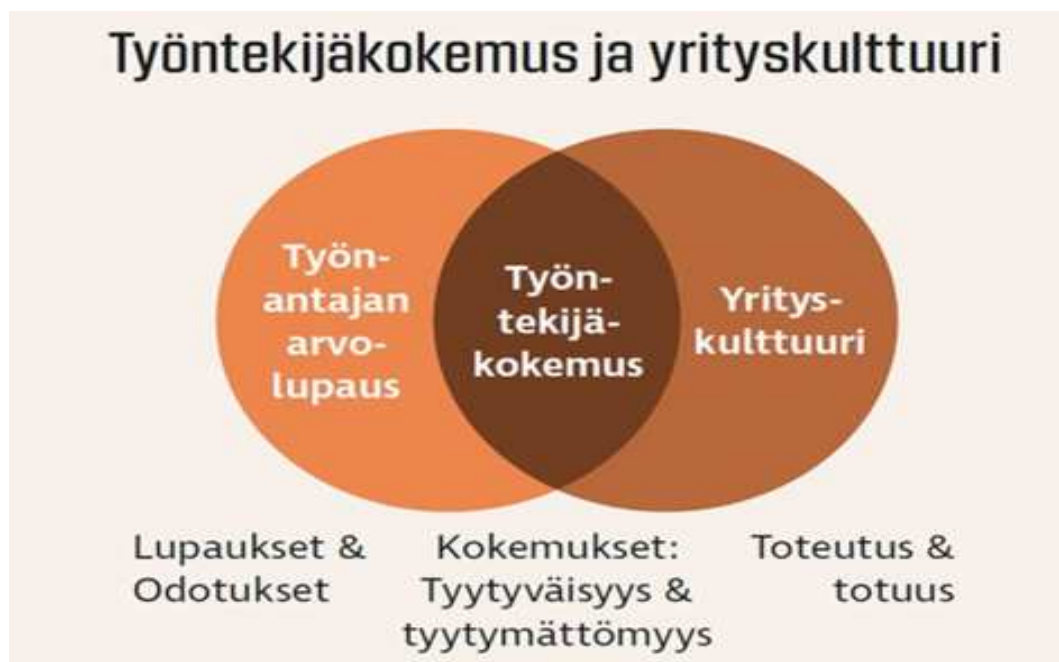 Työntekijäkokemus ja yrityskulttuuri
Työn-
antajan
arvo-
lupaus
Työn-
tekijä-
kokemus
Yritys-
kulttuuri
Lupaukset &
Odotukset
Kokemukset:
Tyytyväisyys &
tyytymättömyys
Toteutus &
totuus